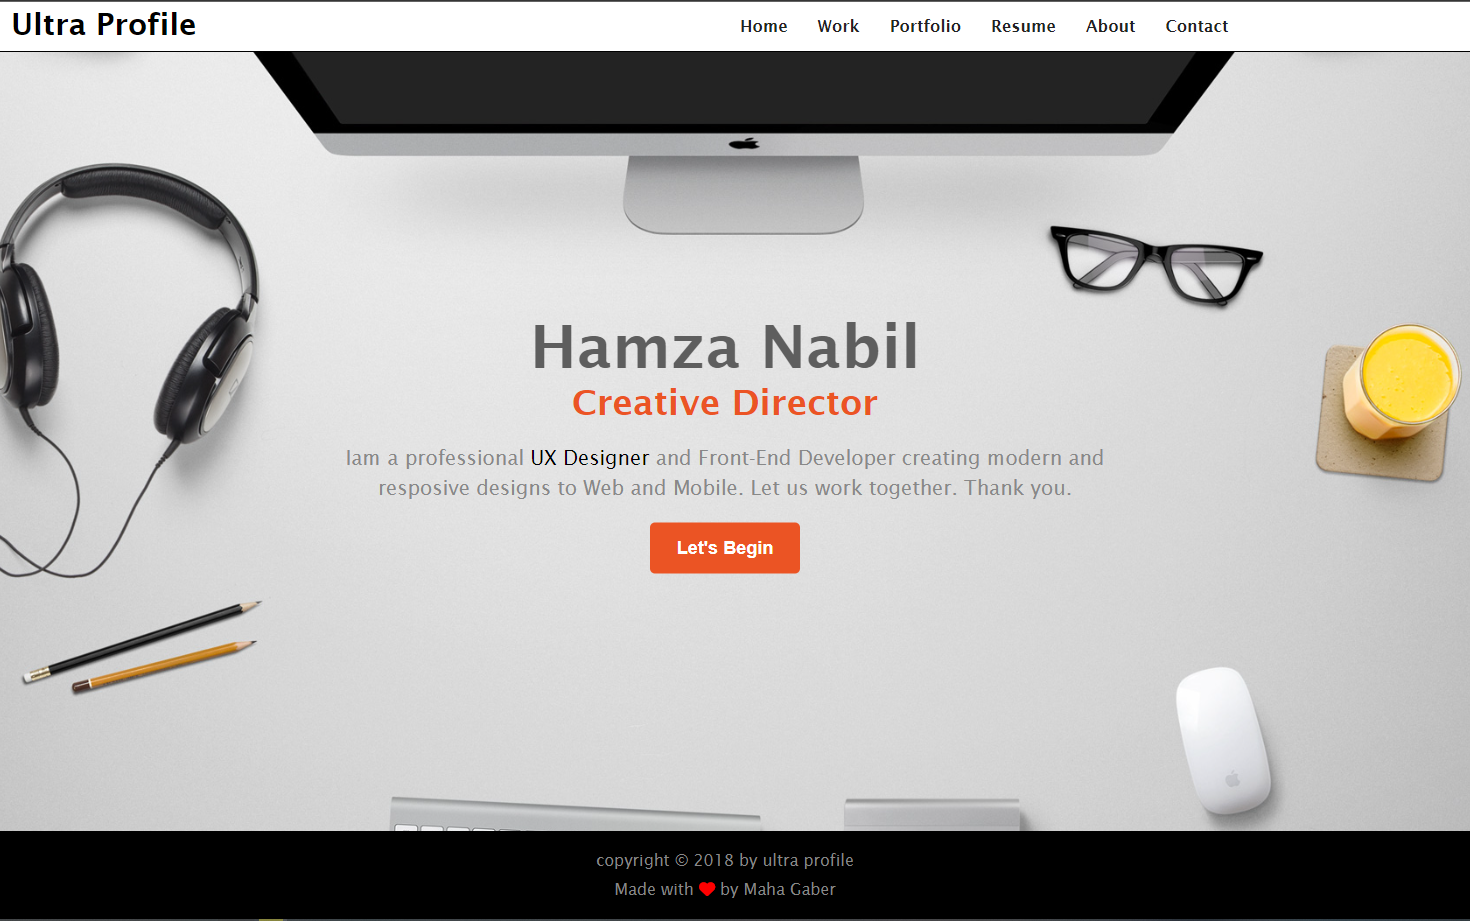 Ultra Profile
Home Work Portfolio Resume About Contact
Hamza Nabil
Creative Director
Iam a professional UX Designer and Front-End Developer creating modern and
resposive designs to Web and Mobile. Let us work together. Thank you.
Let's Begin
copyright © 2018 by ultra profile
Made with ❤ by Maha Gaber